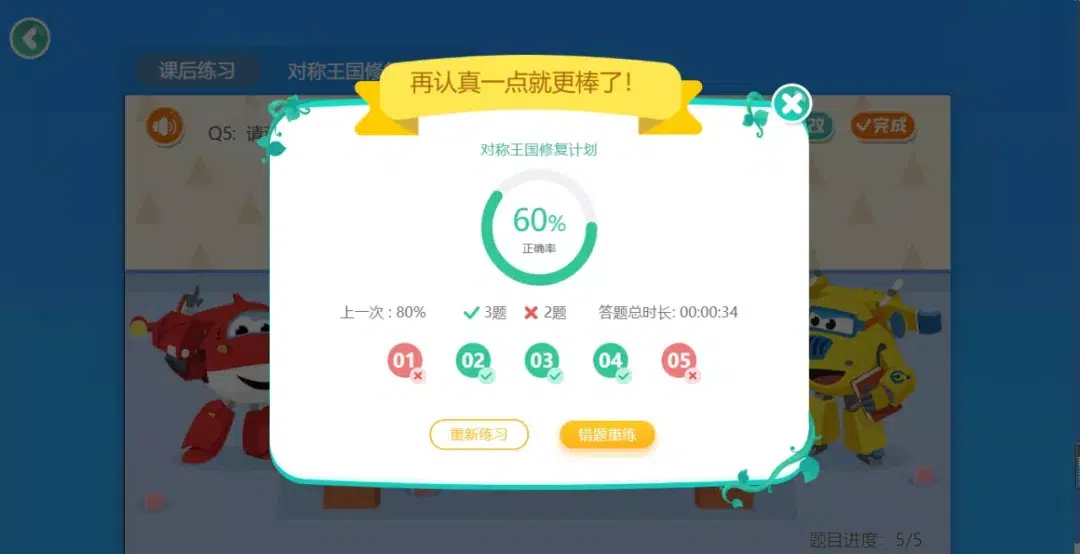 再认真一点就更棒了!
课后练习
对称王国修
Q5: 请
改
完成
对称王国修复计划
60%
正确率
上一次 : 80%
3题
2题
答题总时长: 00:00:34
01
02
03
04
05
重新练习
错题重练
题目进度: 5/5